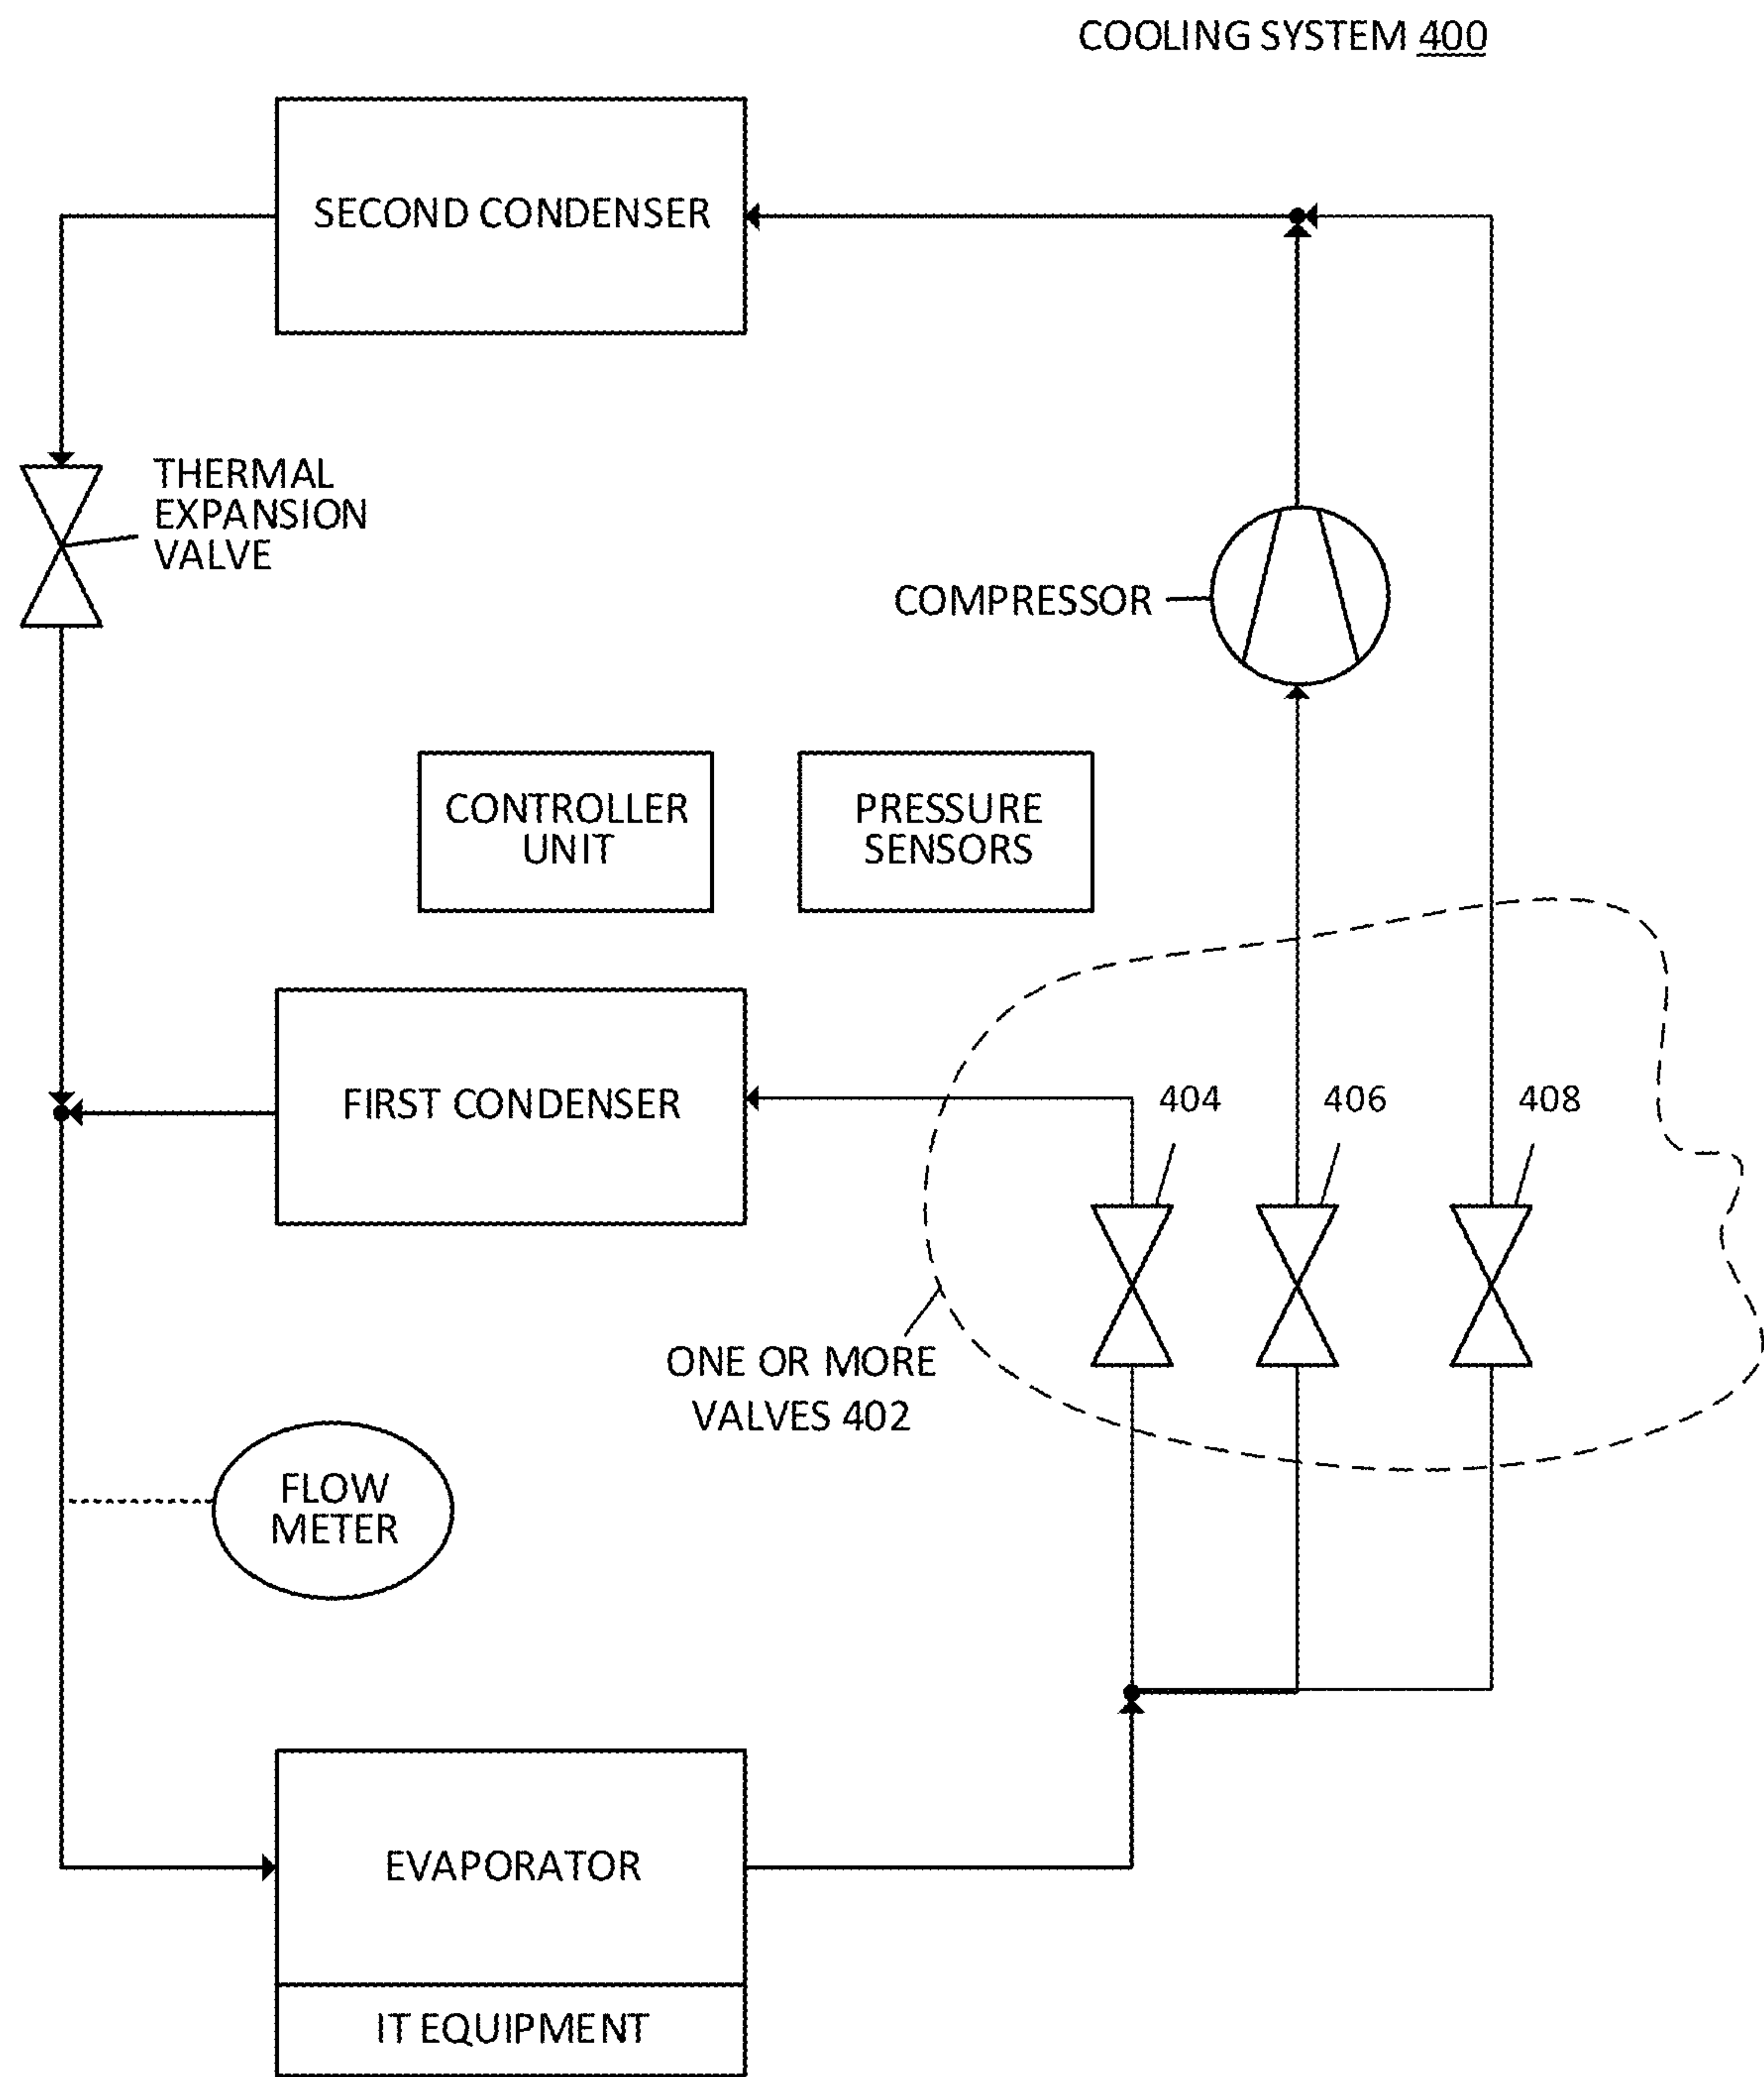 COOLING SYSTEM 400
SECOND CONDENSER
THERMAL
EXPANSION
VALVE
COMPRESSOR
CONTROLLER
UNIT
PRESSURE
SENSORS
FIRST CONDENSER
404
406
408
ONE OR MORE
VALVES 402
FLOW
METER
EVAPORATOR
IT EQUIPMENT